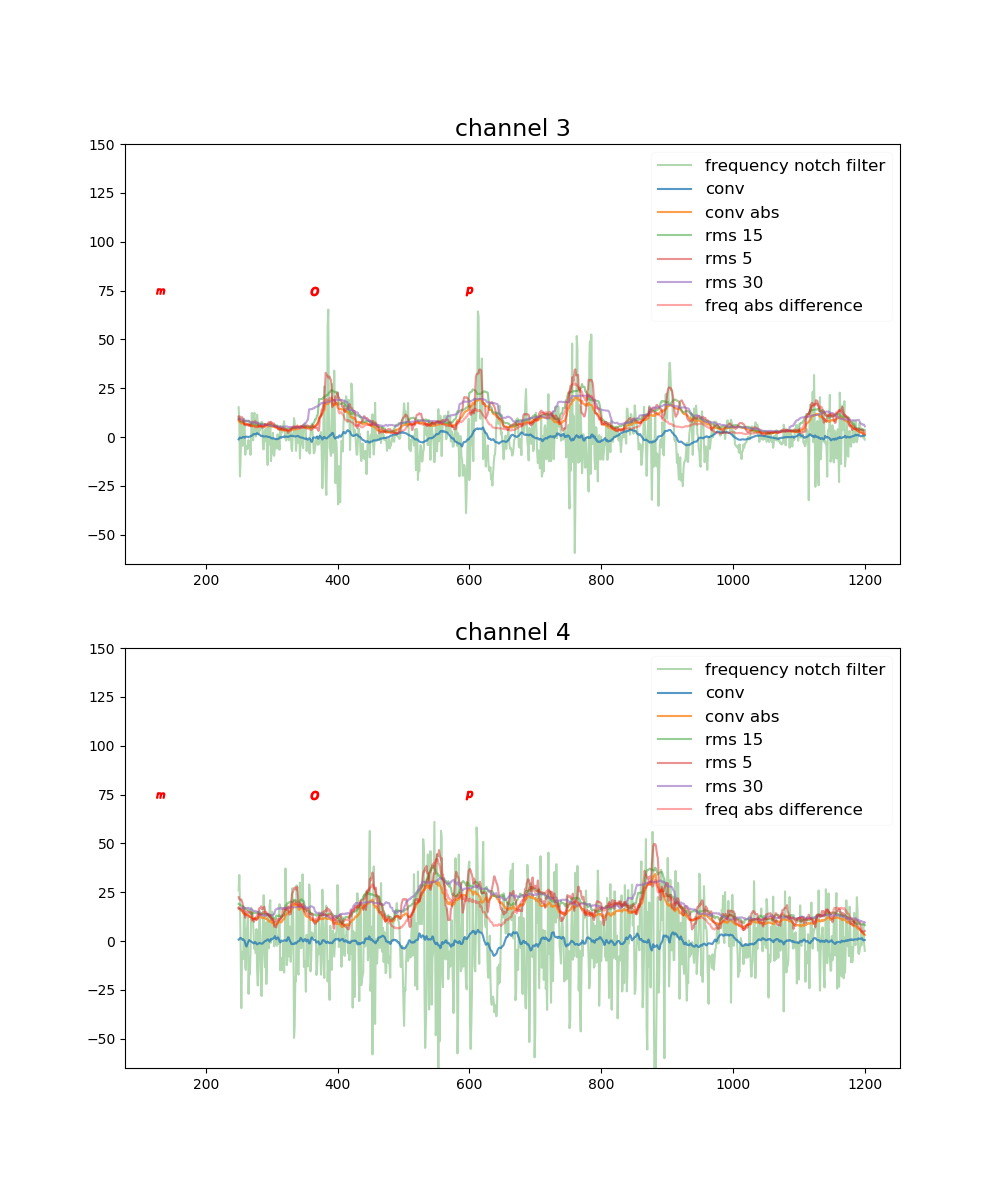 channel 3
150
125
100
75
50
25
0
−25
−50
frequency notch filter
conv
conv abs
rms 15
rms 5
rms 30
freq abs difference
m o p
200 400 600 800 1000 1200
channel 4
150
125
100
75
50
25
0
−25
−50
frequency notch filter
conv
conv abs
rms 15
rms 5
rms 30
freq abs difference
m o p
200 400 600 800 1000 1200